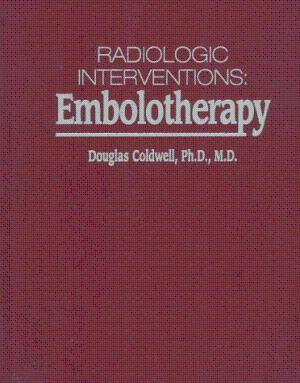 RADIOLOGIC
INTERVENTIONS:
Embolotherapy
Douglas Coldwell, Ph.D., M.D.